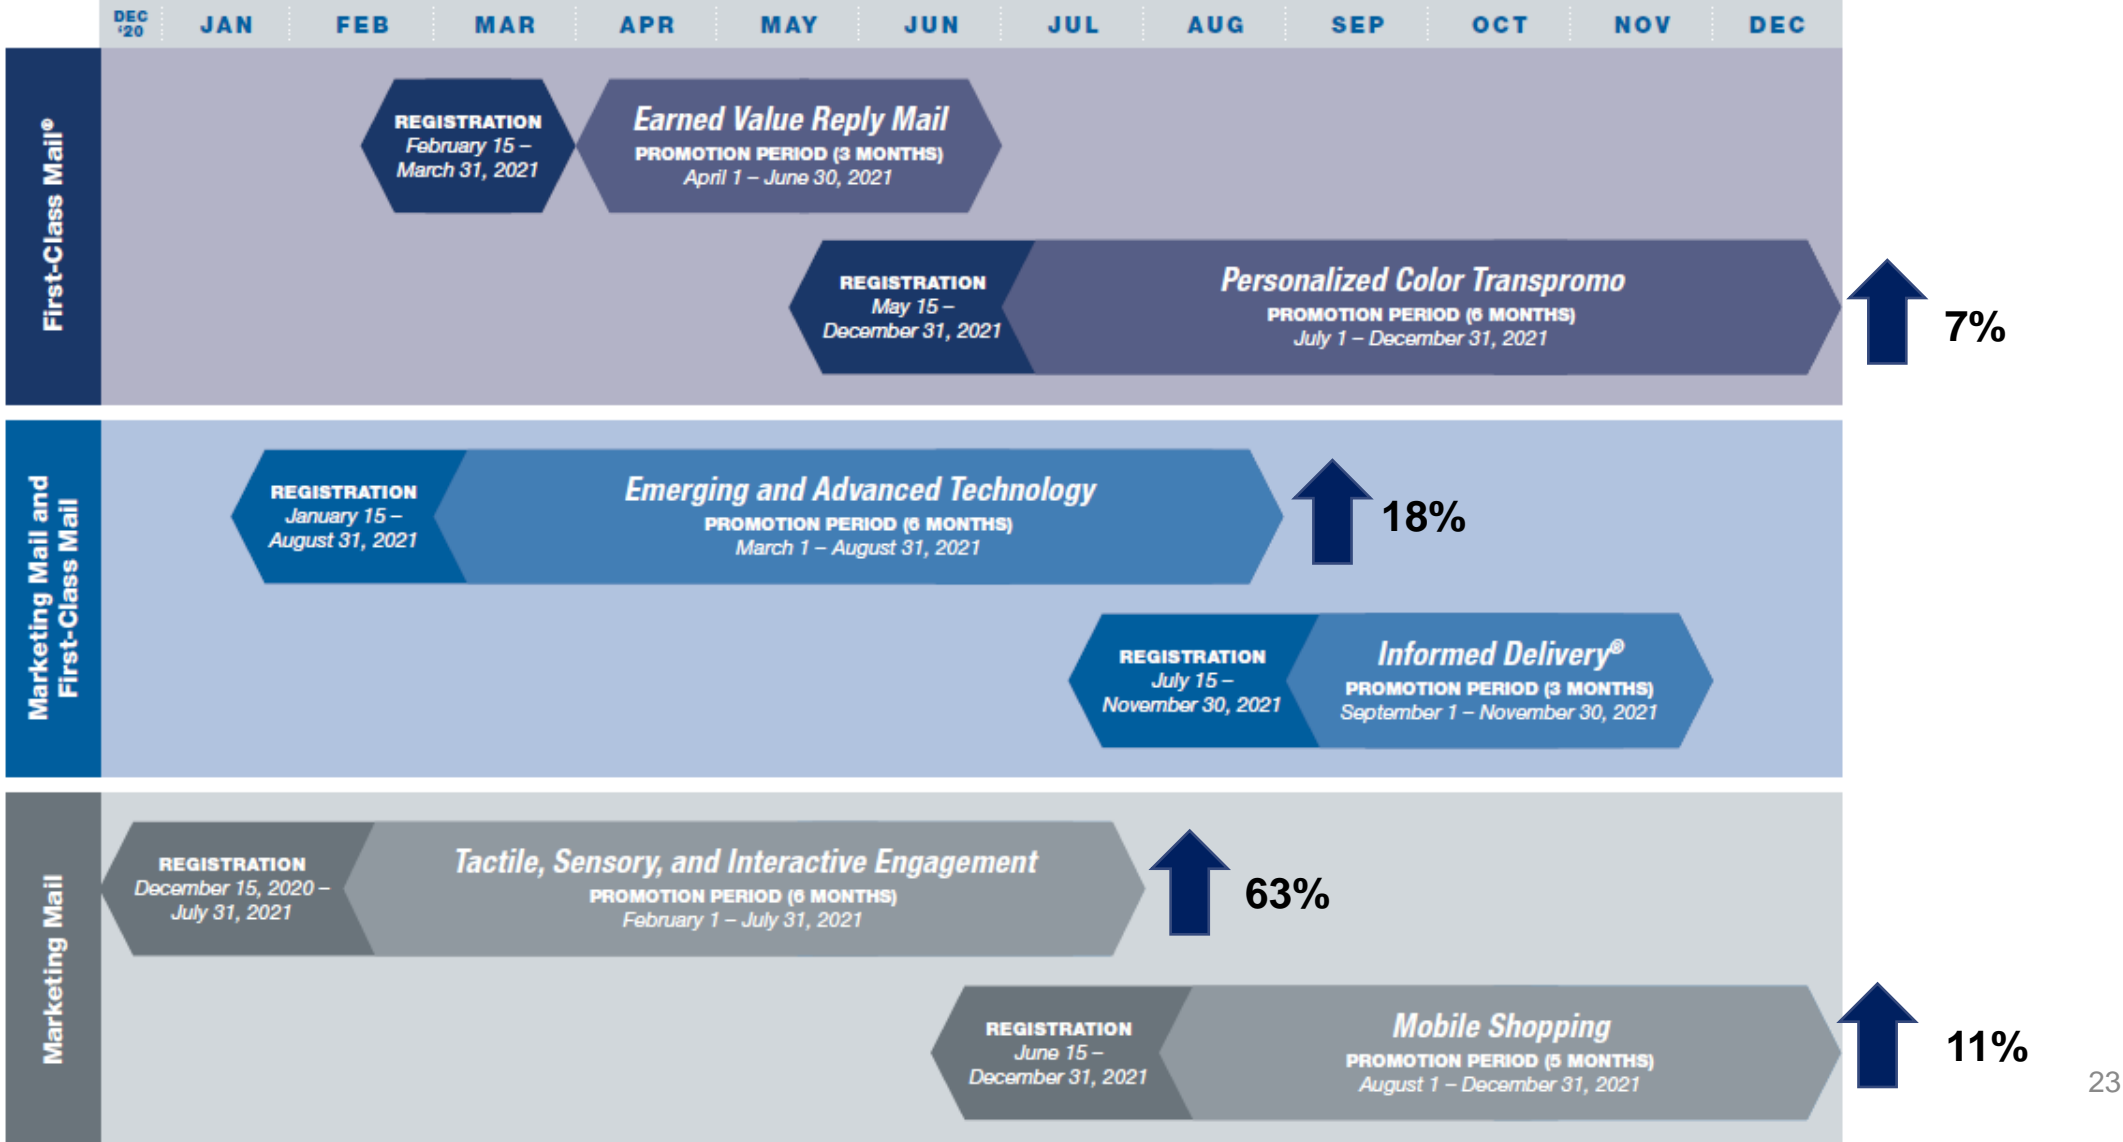 DEC '20 JAN FEB MAR APR MAY JUN JUL AUG SEP OCT NOV DEC
First-Class Mail®
REGISTRATION
February 15 –
March 31, 2021
Earned Value Reply Mail
PROMOTION PERIOD (3 MONTHS)
April 1 – June 30, 2021
REGISTRATION
May 15 –
December 31, 2021
Personalized Color Transpromo
PROMOTION PERIOD (6 MONTHS)
July 1 – December 31, 2021
7%
Marketing Mail and
First-Class Mail
REGISTRATION
January 15 –
August 31, 2021
Emerging and Advanced Technology
PROMOTION PERIOD (6 MONTHS)
March 1 – August 31, 2021
18%
REGISTRATION
July 15 –
November 30, 2021
Informed Delivery®
PROMOTION PERIOD (3 MONTHS)
September 1 – November 30, 2021
Marketing Mail
REGISTRATION
December 15, 2020 –
July 31, 2021
Tactile, Sensory, and Interactive Engagement
PROMOTION PERIOD (6 MONTHS)
February 1 – July 31, 2021
63%
REGISTRATION
June 15 –
December 31, 2021
Mobile Shopping
PROMOTION PERIOD (5 MONTHS)
August 1 – December 31, 2021
11%
23